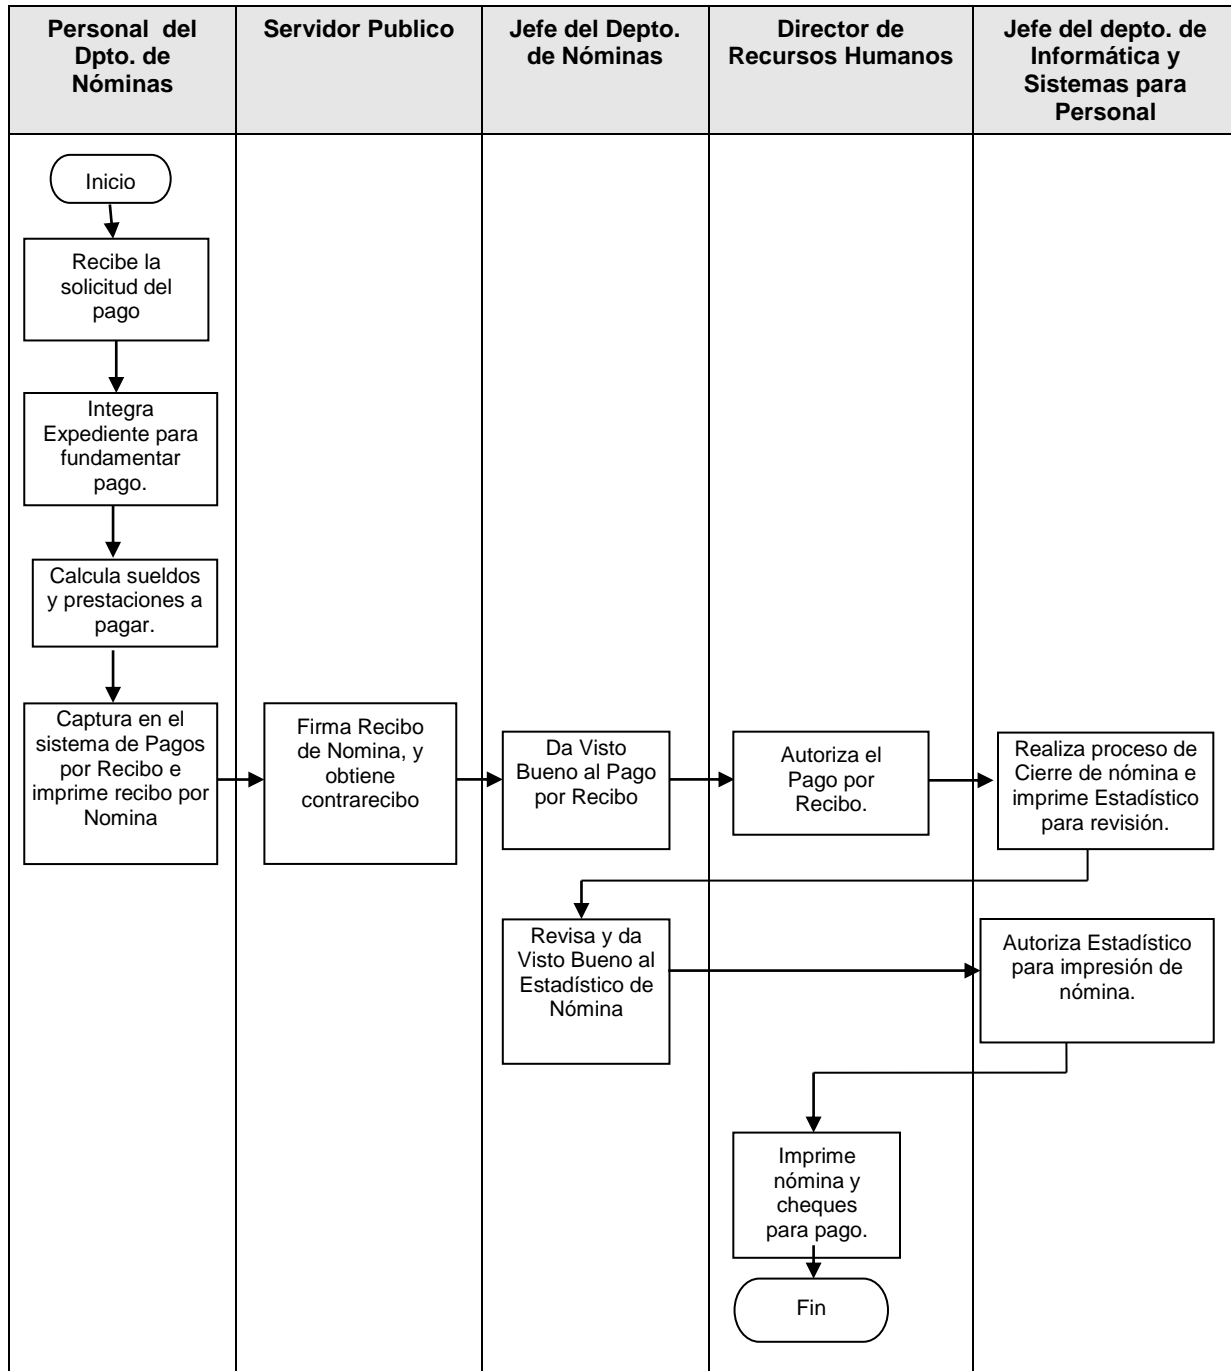 Personal del
Dpto. de
Nóminas
Servidor Publico
Jefe del Depto.
de Nóminas
Director de
Recursos Humanos
Jefe del depto. de
Informática y
Sistemas para
Personal
Inicio
Recibe la
solicitud del
pago
Integra
Expediente para
fundamentar
pago.
Calcula sueldos
y prestaciones a
pagar.
Captura en el
sistema de Pagos
por Recibo e
imprime recibo por
Nomina
Firma Recibo
de Nomina, y
obtiene
contrarecibo
Da Visto
Bueno al Pago
por Recibo
Autoriza el
Pago por
Recibo.
Realiza proceso de
Cierre de nómina e
imprime Estadístico
para revisión.
Revisa y da
Visto Bueno al
Estadístico de
Nómina
Autoriza Estadístico
para impresión de
nómina.
Imprime
nómina y
cheques
para pago.
Fin